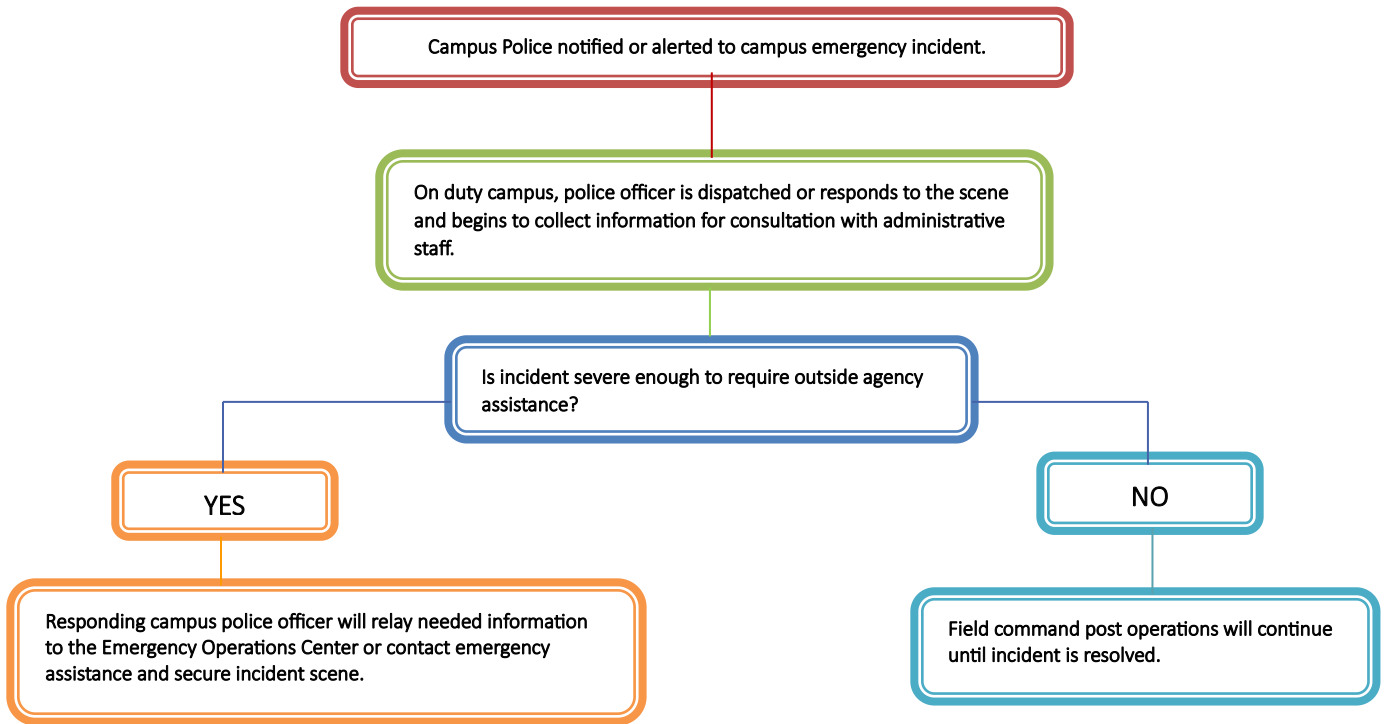 Campus Police notified or alerted to campus emergency incident.
On duty campus, police officer is dispatched or responds to the scene
and begins to collect information for consultation with administrative
staff.
Is incident severe enough to require outside agency
assistance?
YES
NO
Responding campus police officer will relay needed information
to the Emergency Operations Center or contact emergency
assistance and secure incident scene.
Field command post operations will continue
until incident is resolved.